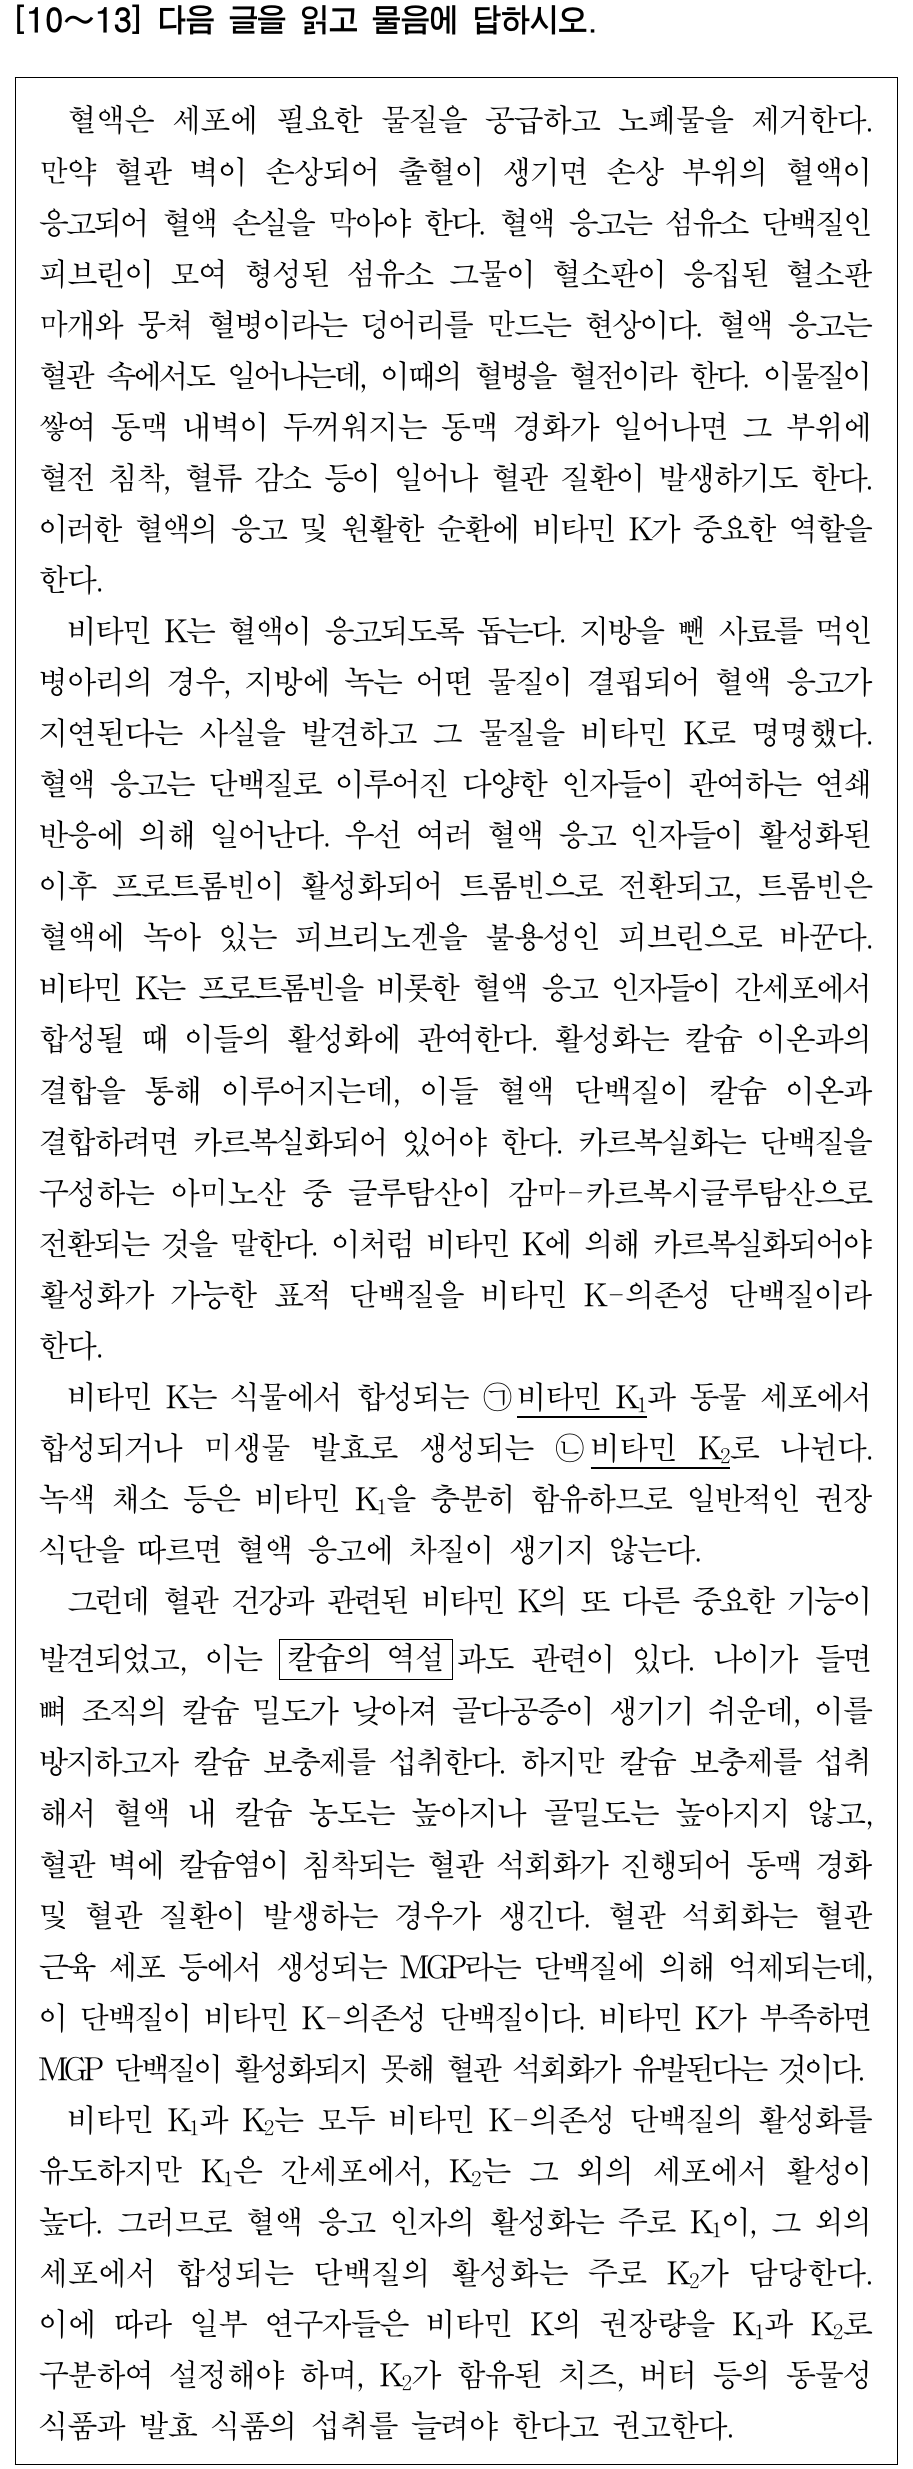 [10～13] 다음 글을 읽고 물음에 답하시오.
혈액은 세포에 필요한 물질을 공급하고 노폐물을 제거한다.
만약 혈관 벽이 손상되어 출혈이 생기면 손상 부위의 혈액이
응고되어 혈액 손실을 막아야 한다. 혈액 응고는 섬유소 단백질인
피브린이 모여 형성된 섬유소 그물이 혈소판이 응집된 혈소판
마개와 뭉쳐 혈병이라는 덩어리를 만드는 현상이다. 혈액 응고는
혈관 속에서도 일어나는데, 이때의 혈병을 혈전이라 한다. 이물질이
쌓여 동맥 내벽이 두꺼워지는 동맥 경화가 일어나면 그 부위에
혈전 침착, 혈류 감소 등이 일어나 혈관 질환이 발생하기도 한다.
이러한 혈액의 응고 및 원활한 순환에 비타민 K가 중요한 역할을
한다.
비타민 K는 혈액이 응고되도록 돕는다. 지방을 뺀 사료를 먹인
병아리의 경우, 지방에 녹는 어떤 물질이 결핍되어 혈액 응고가
지연된다는 사실을 발견하고 그 물질을 비타민 K로 명명했다.
혈액 응고는 단백질로 이루어진 다양한 인자들이 관여하는 연쇄
반응에 의해 일어난다. 우선 여러 혈액 응고 인자들이 활성화된
이후 프로트롬빈이 활성화되어 트롬빈으로 전환되고, 트롬빈은
혈액에 녹아 있는 피브리노겐을 불용성인 피브린으로 바꾼다.
비타민 K는 프로트롬빈을 비롯한 혈액 응고 인자들이 간세포에서
합성될 때 이들의 활성화에 관여한다. 활성화는 칼슘 이온과의
결합을 통해 이루어지는데, 이들 혈액 단백질이 칼슘 이온과
결합하려면 카르복실화되어 있어야 한다. 카르복실화는 단백질을
구성하는 아미노산 중 글루탐산이 감마-카르복시글루탐산으로
전환되는 것을 말한다. 이처럼 비타민 K에 의해 카르복실화되어야
활성화가 가능한 표적 단백질을 비타민 K-의존성 단백질이라
한다.
비타민 K는 식물에서 합성되는 ㉠비타민 K₁과 동물 세포에서
합성되거나 미생물 발효로 생성되는 ㉡비타민 K₂로 나뉜다.
녹색 채소 등은 비타민 K₁을 충분히 함유하므로 일반적인 권장
식단을 따르면 혈액 응고에 차질이 생기지 않는다.
그런데 혈관 건강과 관련된 비타민 K의 또 다른 중요한 기능이
발견되었고, 이는 칼슘의 역설과도 관련이 있다. 나이가 들면
뼈 조직의 칼슘 밀도가 낮아져 골다공증이 생기기 쉬운데, 이를
방지하고자 칼슘 보충제를 섭취한다. 하지만 칼슘 보충제를 섭취
해서 혈액 내 칼슘 농도는 높아지나 골밀도는 높아지지 않고,
혈관 벽에 칼슘염이 침착되는 혈관 석회화가 진행되어 동맥 경화
및 혈관 질환이 발생하는 경우가 생긴다. 혈관 석회화는 혈관
근육 세포 등에서 생성되는 MGP라는 단백질에 의해 억제되는데,
이 단백질이 비타민 K-의존성 단백질이다. 비타민 K가 부족하면
MGP 단백질이 활성화되지 못해 혈관 석회화가 유발된다는 것이다.
비타민 K₁과 K₂는 모두 비타민 K-의존성 단백질의 활성화를
유도하지만 K₁은 간세포에서, K₂는 그 외의 세포에서 활성이
높다. 그러므로 혈액 응고 인자의 활성화는 주로 K₁이, 그 외의
세포에서 합성되는 단백질의 활성화는 주로 K₂가 담당한다.
이에 따라 일부 연구자들은 비타민 K의 권장량을 K₁과 K₂로
구분하여 설정해야 하며, K₂가 함유된 치즈, 버터 등의 동물성
식품과 발효 식품의 섭취를 늘려야 한다고 권고한다.